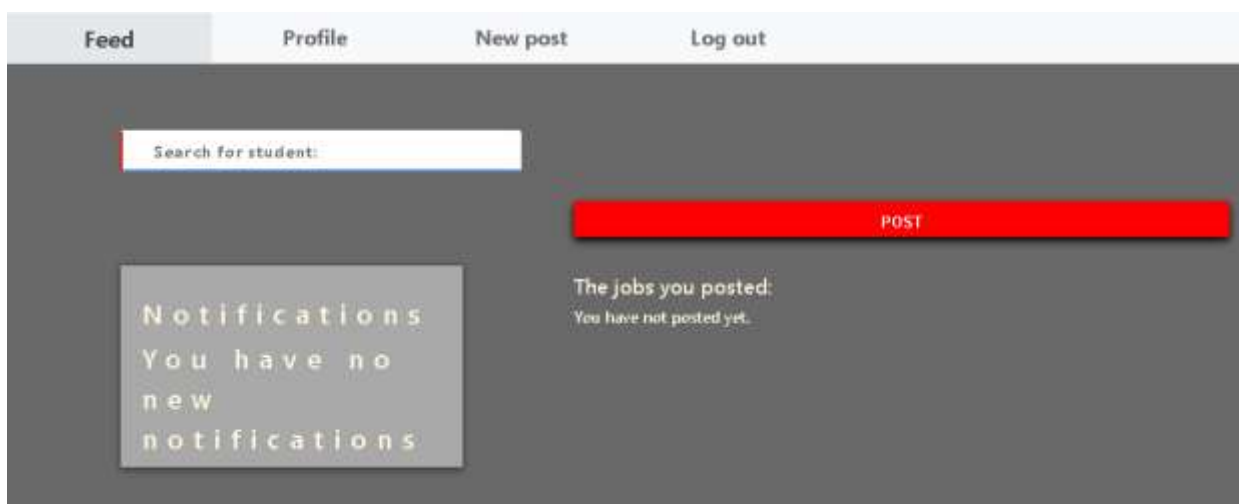 Feed Profile New post Log out
Search for student:
POST
The jobs you posted:
You have not posted yet.
Notifications
You have no
new
notifications